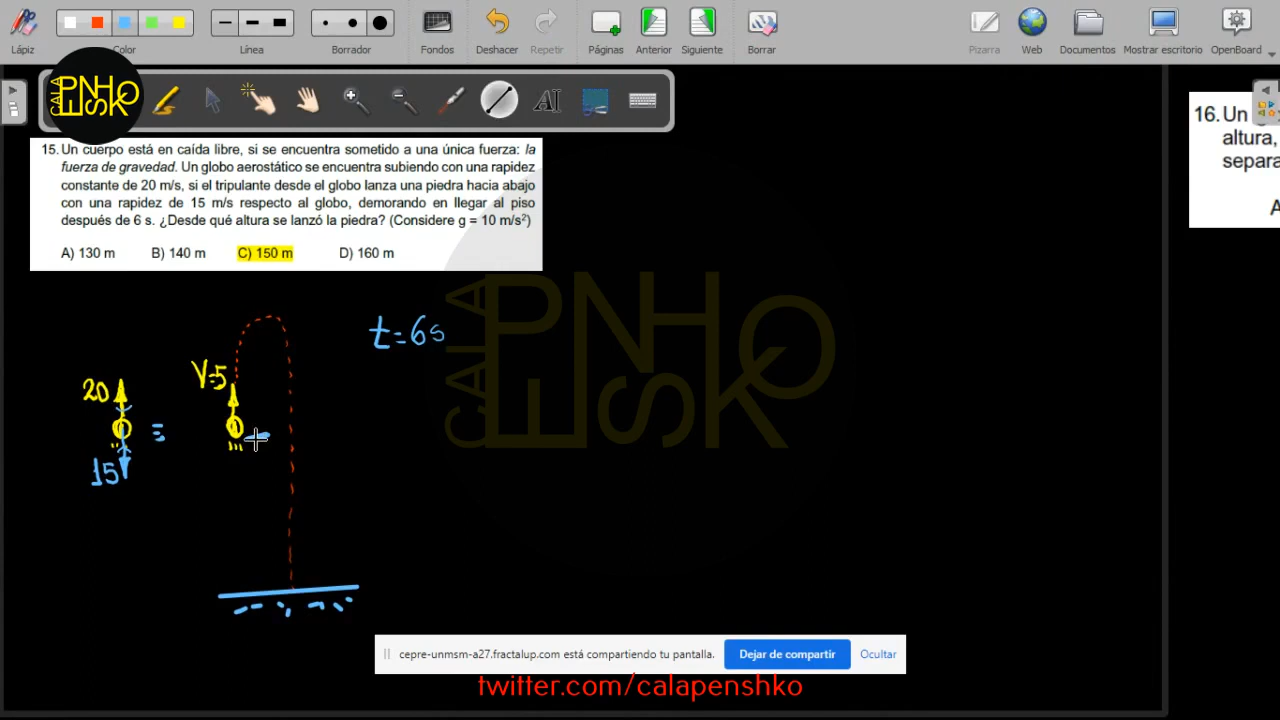 Lápiz Color Línea Borrador Fondos Deshacer Repetir Páginas Anterior Siguiente Borrar Pizarra Web Documentos Mostrar escritorio OpenBoard
CALA PENSHKO
15. Un cuerpo está en caída libre, si se encuentra sometido a una única fuerza: la
fuerza de gravedad. Un globo aerostático se encuentra subiendo con una rapidez
constante de 20 m/s, si el tripulante desde el globo lanza una piedra hacia abajo
con una rapidez de 15 m/s respecto al globo, demorando en llegar al piso
después de 6 s. ¿Desde qué altura se lanzó la piedra? (Considere g = 10 m/s²)
A) 130 m B) 140 m C) 150 m D) 160 m
16. Un
altura,
separa
A
CALA PENSHKO
t=6s
V=5
20
≡
15
cepre-unmsm-a27.fractalup.com está compartiendo tu pantalla. Dejar de compartir Ocultar
twitter.com/calapenshko